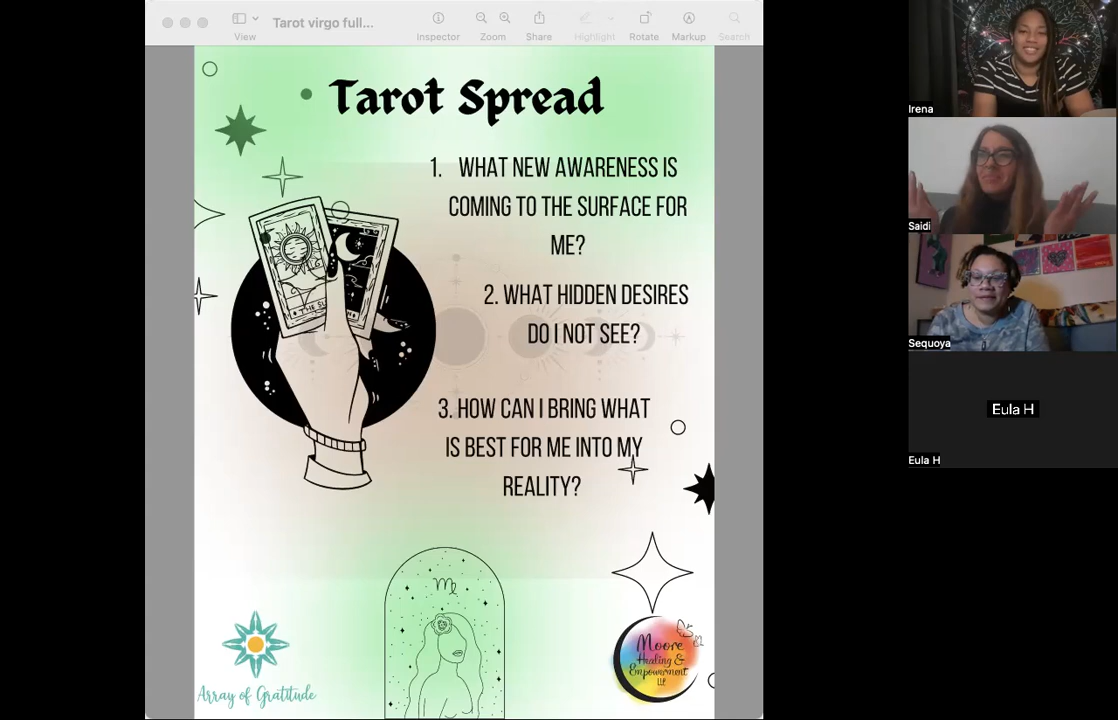 Tarot virgo full...
View
Inspector
Zoom
Share
Highlight
Rotate
Markup
Search
Tarot Spread
1. WHAT NEW AWARENESS IS
COMING TO THE SURFACE FOR
ME?
2. WHAT HIDDEN DESIRES
DO I NOT SEE?
3. HOW CAN I BRING WHAT
IS BEST FOR ME INTO MY
REALITY?
Array of Gratitude
Moore
Healing &
Empowerment
LLC
Irena
Saidi
Sequoya
Eula H
Eula H